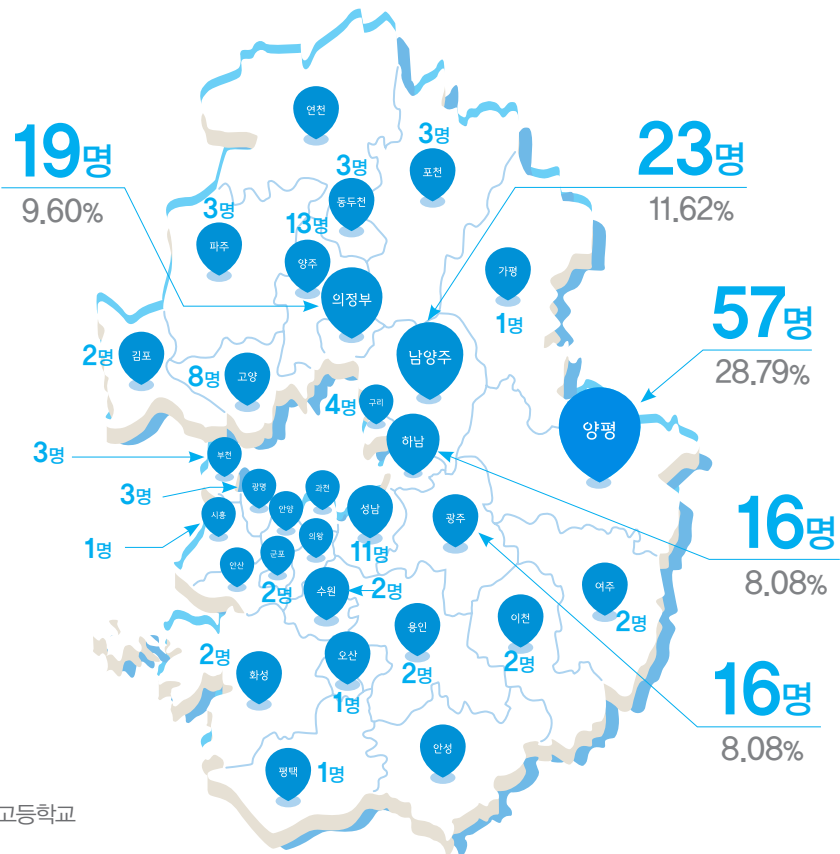 연천
19명
9.60%
23명
11.62%
3명
포천
3명
동두천
3명
파주
13명
양주
의정부
가평
1명
57명
28.79%
남양주
2명
김포
8명
고양
4명
구리
양평
하남
3명
부천
3명
광명
과천
안양
성남
11명
광주
16명
8.08%
시흥
1명
의왕
군포
2명
안산
수원
2명
여주
2명
이천
2명
용인
2명
2명
화성
오산
1명
16명
8.08%
안성
평택
1명
고등학교